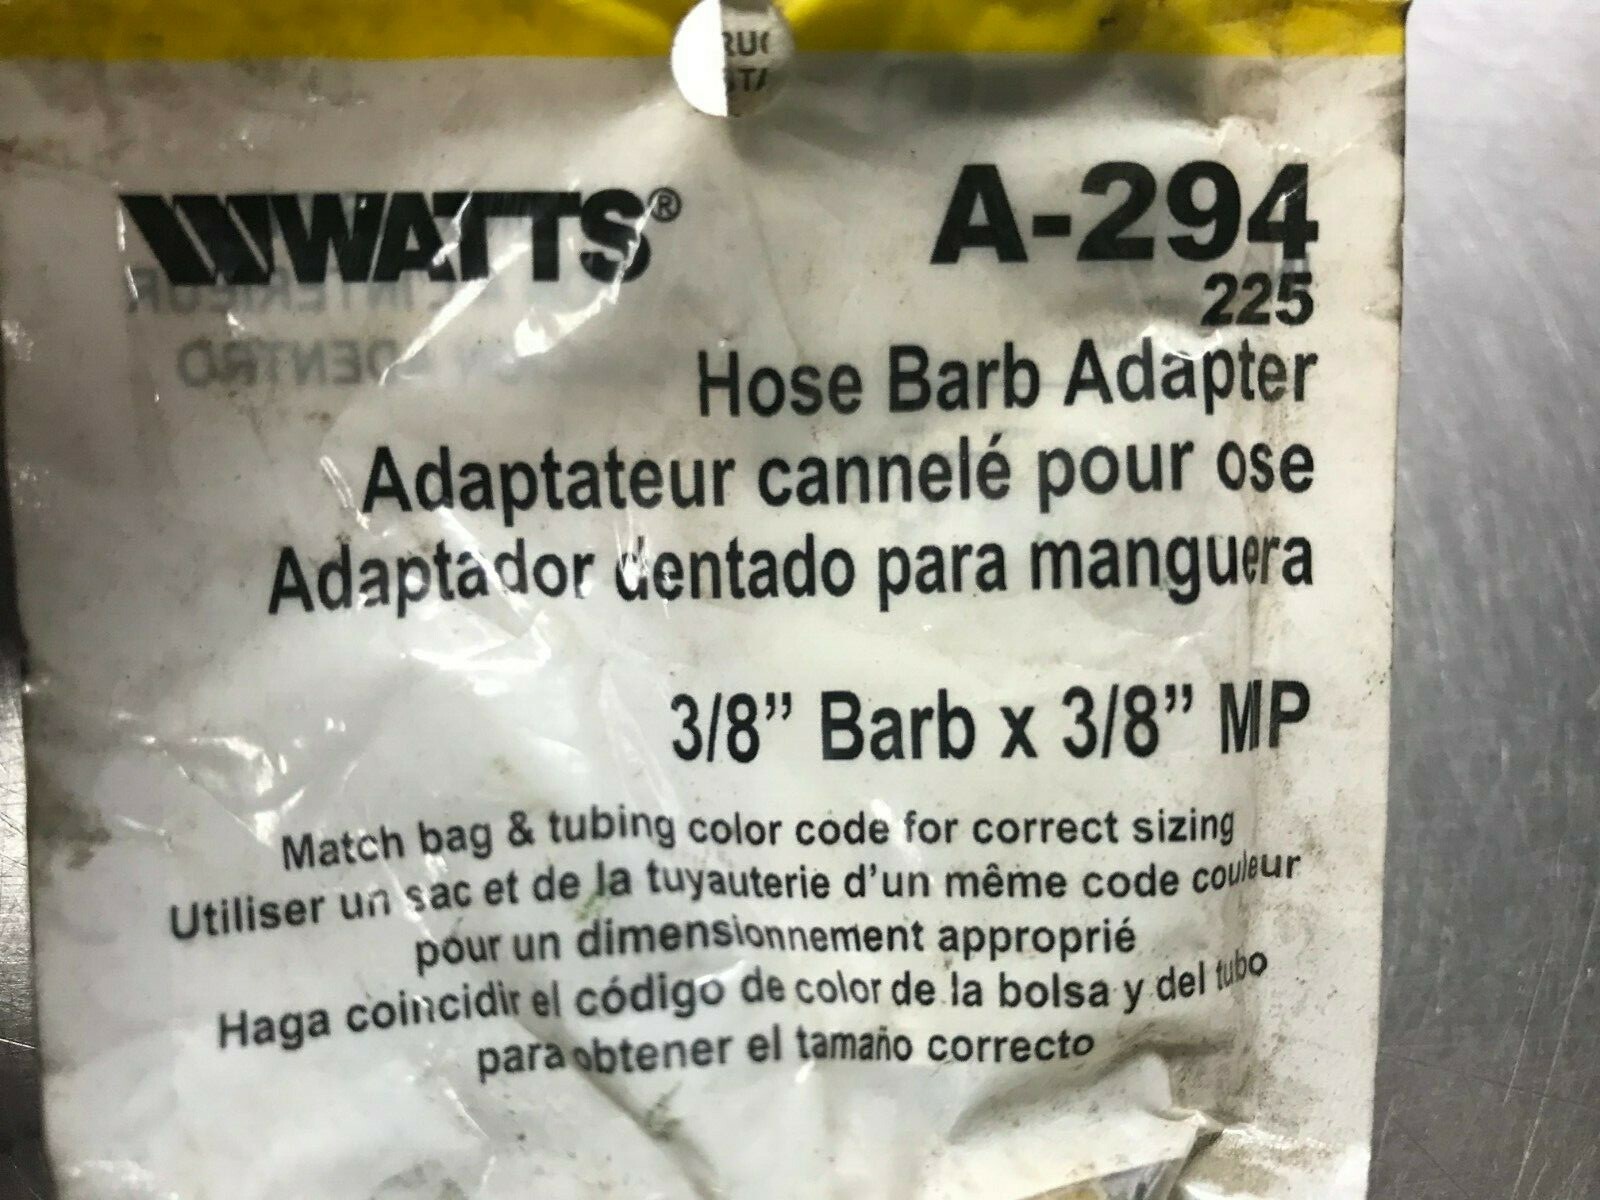 WATTS®
A-294
225
Hose Barb Adapter
Adaptateur cannelé pour ose
Adaptador dentado para manguera
3/8” Barb x 3/8” MP
Match bag & tubing color code for correct sizing
Utiliser un sac et de la tuyauterie d’un même code couleur
pour un dimensionnement approprié
Haga coincidir el código de color de la bolsa y del tubo
para obtener el tamaño correcto